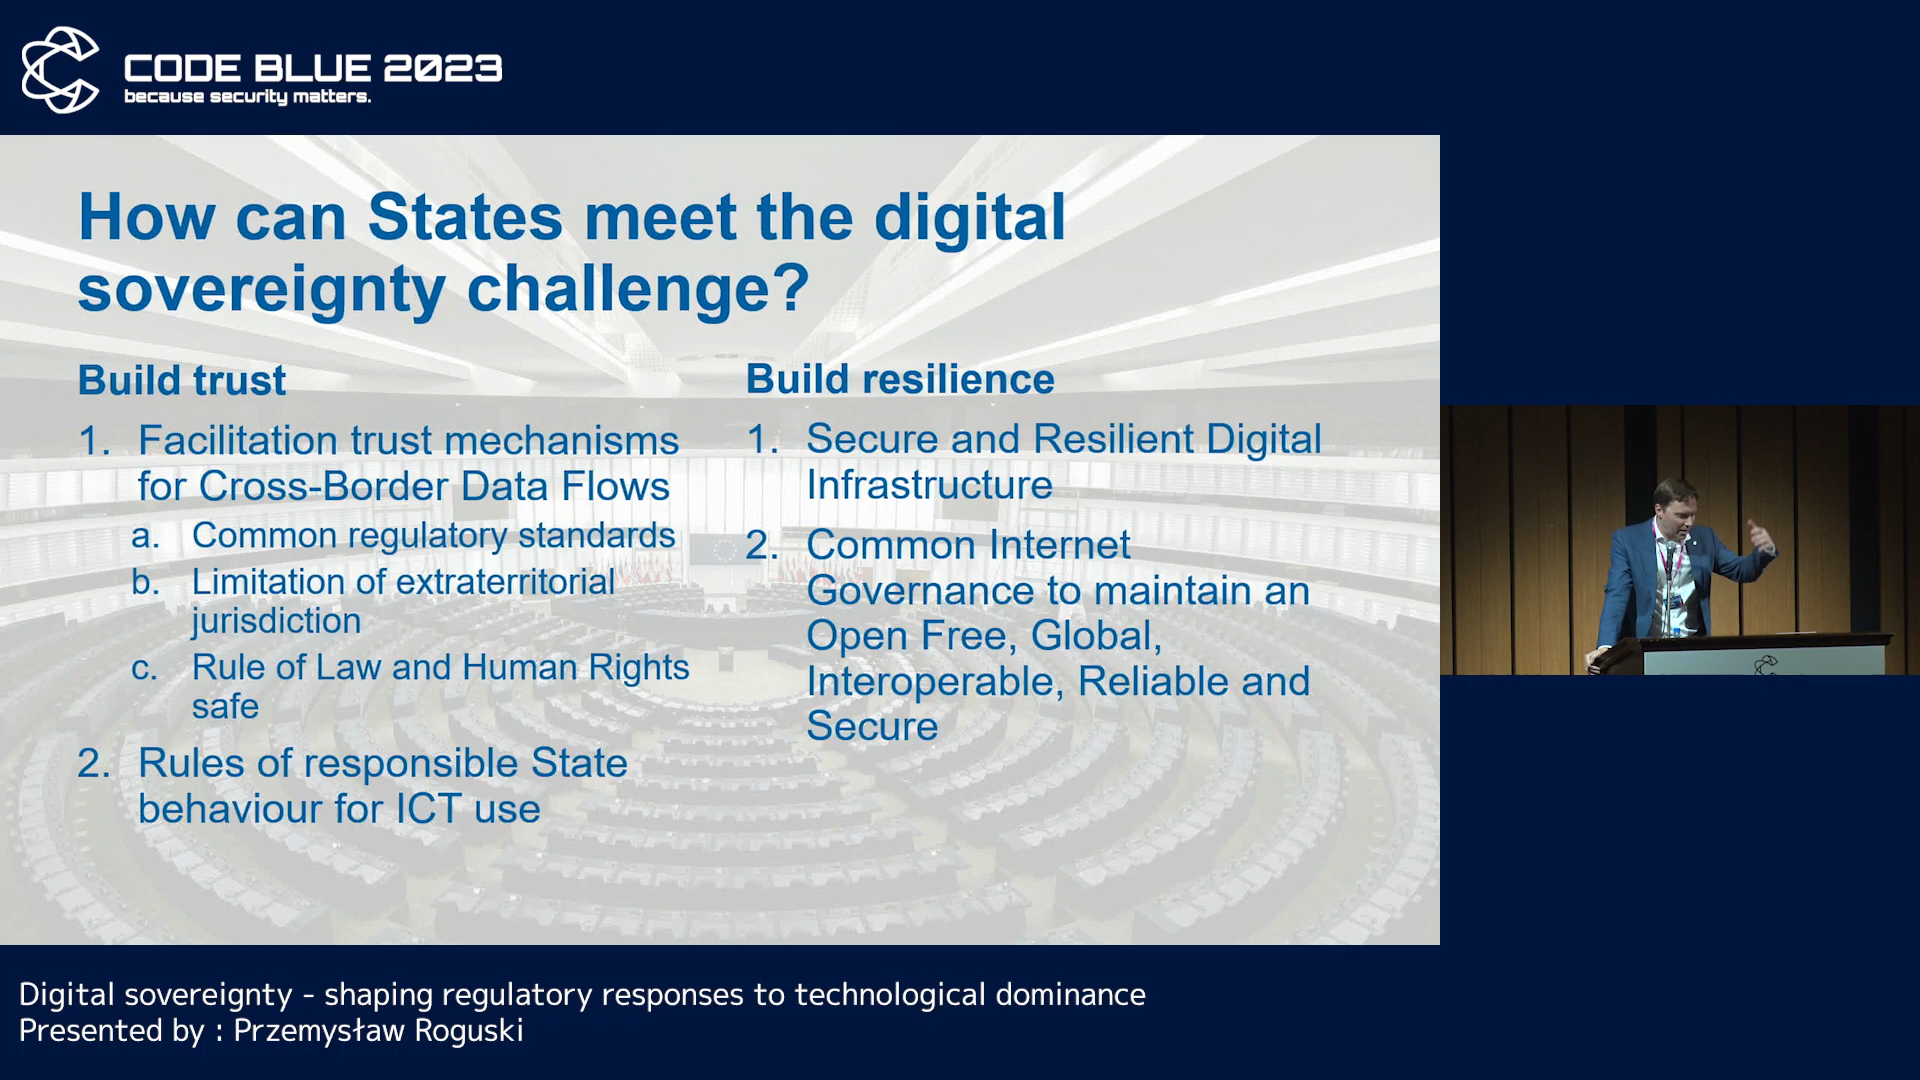 CODE BLUE 2023
because security matters.
How can States meet the digital
sovereignty challenge?
Build trust
1. Facilitation trust mechanisms
for Cross-Border Data Flows
a. Common regulatory standards
b. Limitation of extraterritorial
jurisdiction
c. Rule of Law and Human Rights
safe
2. Rules of responsible State
behaviour for ICT use
Build resilience
1. Secure and Resilient Digital
Infrastructure
2. Common Internet
Governance to maintain an
Open Free, Global,
Interoperable, Reliable and
Secure
Digital sovereignty - shaping regulatory responses to technological dominance
Presented by : Przemysław Roguski